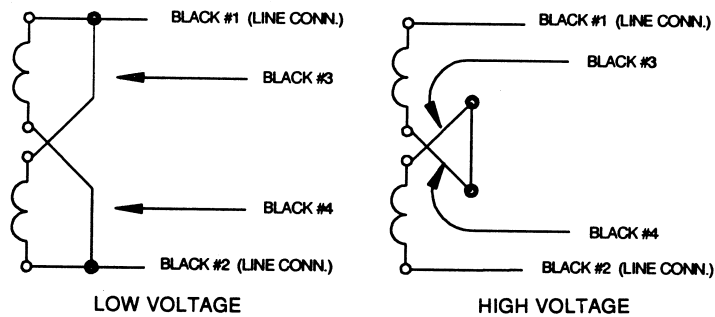 BLACK #1 (LINE CONN.)
BLACK #3
BLACK #4
BLACK #2 (LINE CONN.)
LOW VOLTAGE
BLACK #1 (LINE CONN.)
BLACK #3
BLACK #4
BLACK #2 (LINE CONN.)
HIGH VOLTAGE